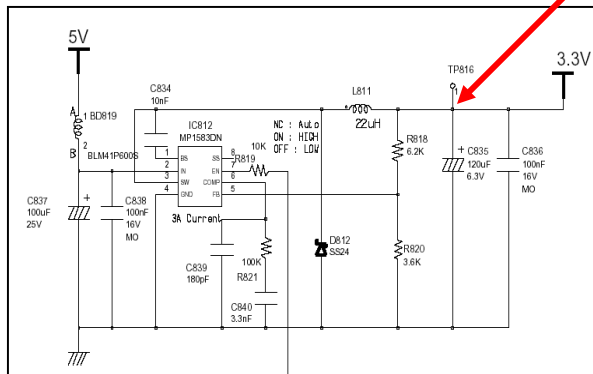 5V
3.3V
TP816
1
C834
10nF
L811
22uH
A
1 BD819
2
B
BLM41P600S
IC812
MP1583DN
NC : Auto
ON : HIGH
OFF : LOW
10K
R819
1 BS SS 8
2 IN EN 7
3 SW COMP 6
4 GND FB 5
R818
6.2K
C835
120uF
6.3V
C836
100nF
16V
MO
C837
100uF
25V
C838
100nF
16V
MO
3A Current
D812
SS24
R820
3.6K
C839
180pF
100K
R821
C840
3.3nF